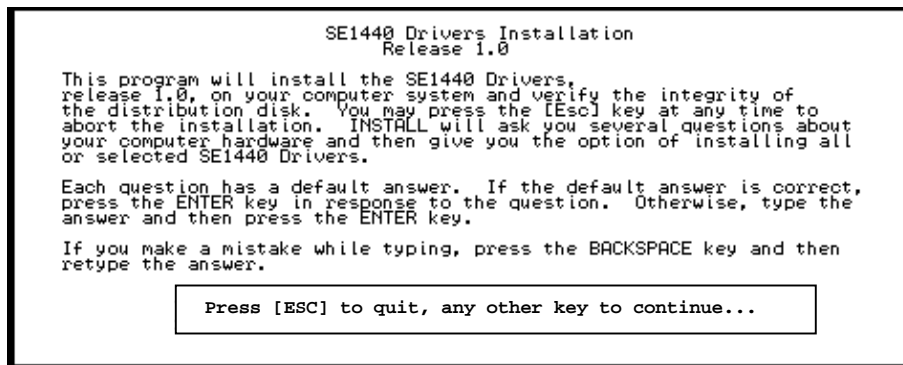 SE1440 Drivers Installation
Release 1.0
This program will install the SE1440 Drivers,
release 1.0, on your computer system and verify the integrity of
the distribution disk.  You may press the [Esc] key at any time to
abort the installation.  INSTALL will ask you several questions about
your computer hardware and then give you the option of installing all
or selected SE1440 Drivers.
Each question has a default answer.  If the default answer is correct,
press the ENTER key in response to the question.  Otherwise, type the
answer and then press the ENTER key.
If you make a mistake while typing, press the BACKSPACE key and then
retype the answer.
Press [ESC] to quit, any other key to continue...